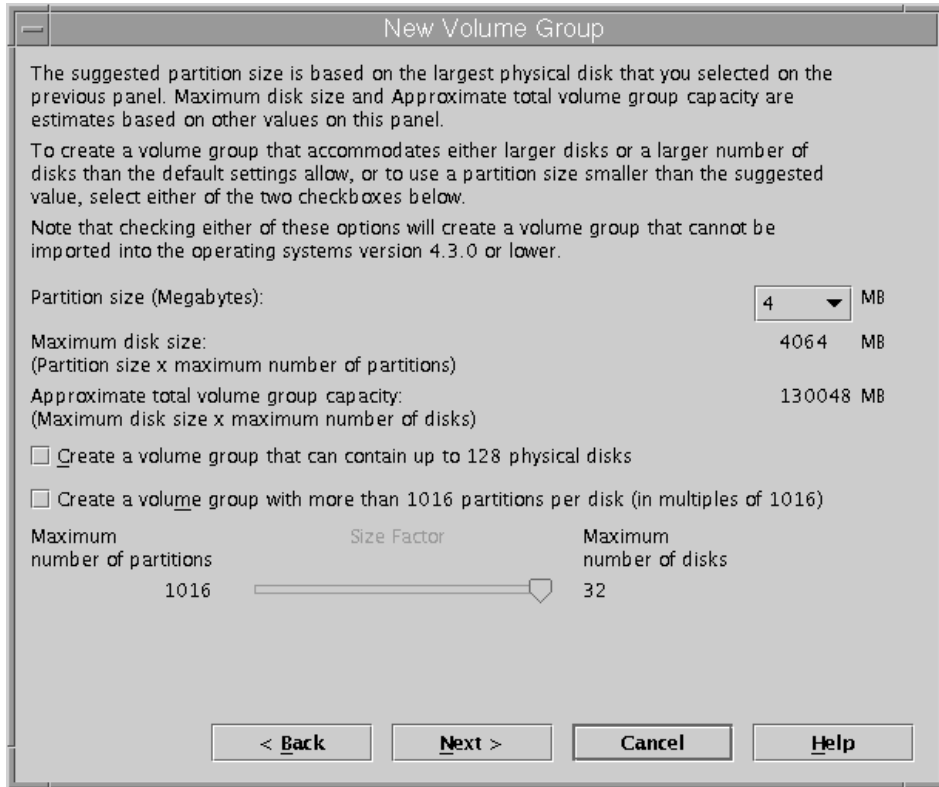 New Volume Group
The suggested partition size is based on the largest physical disk that you selected on the
previous panel. Maximum disk size and Approximate total volume group capacity are
estimates based on other values on this panel.
To create a volume group that accommodates either larger disks or a larger number of
disks than the default settings allow, or to use a partition size smaller than the suggested
value, select either of the two checkboxes below.
Note that checking either of these options will create a volume group that cannot be
imported into the operating systems version 4.3.0 or lower.
Partition size (Megabytes): 4 MB
Maximum disk size: 4064 MB
(Partition size x maximum number of partitions)
Approximate total volume group capacity: 130048 MB
(Maximum disk size x maximum number of disks)
Create a volume group that can contain up to 128 physical disks
Create a volume group with more than 1016 partitions per disk (in multiples of 1016)
Maximum Size Factor Maximum
number of partitions number of disks
1016 32
< Back Next > Cancel Help